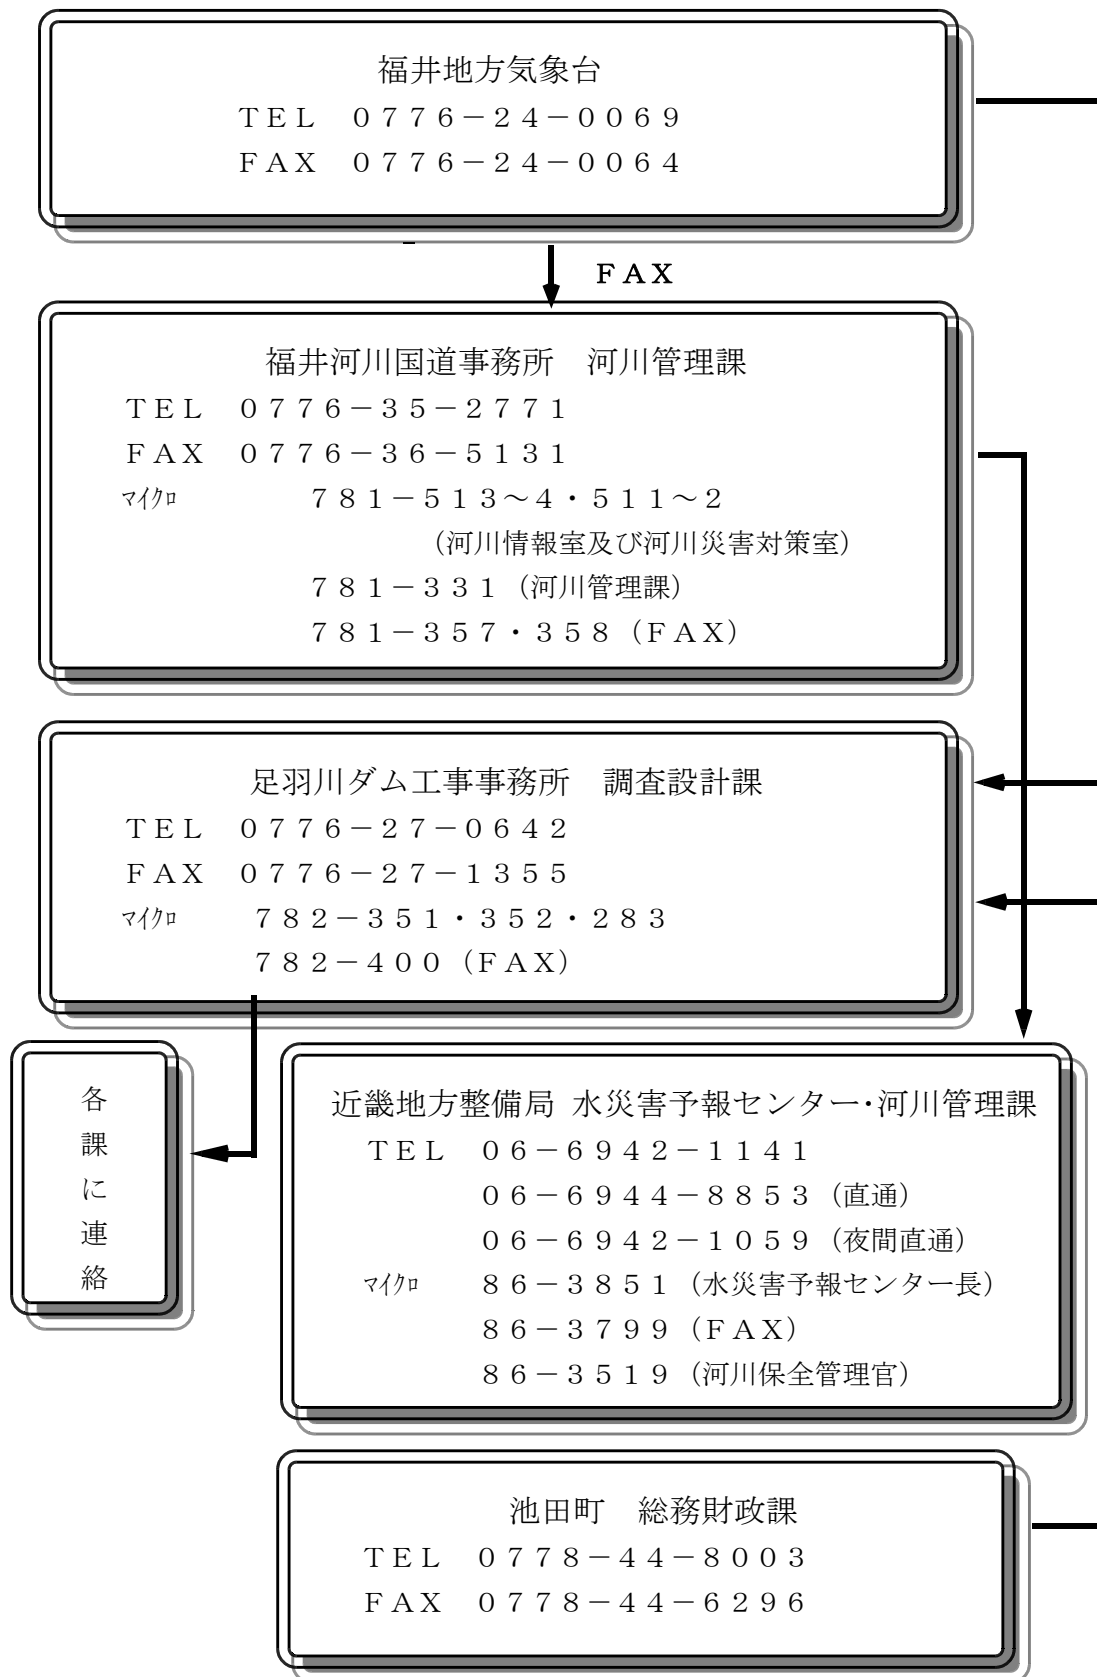 福井地方気象台
ＴＥＬ　０７７６－２４－００６９
ＦＡＸ　０７７６－２４－００６４
ＦＡＸ
福井河川国道事務所　河川管理課
ＴＥＬ　０７７６－３５－２７７１
ＦＡＸ　０７７６－３６－５１３１
ﾏｲｸﾛ　７８１－５１３～４・５１１～２
（河川情報室及び河川災害対策室）
７８１－３３１（河川管理課）
７８１－３５７・３５８（ＦＡＸ）
足羽川ダム工事事務所　調査設計課
ＴＥＬ　０７７６－２７－０６４２
ＦＡＸ　０７７６－２７－１３５５
ﾏｲｸﾛ　７８２－３５１・３５２・２８３
７８２－４００（ＦＡＸ）
各課に連絡
近畿地方整備局 水災害予報センター・河川管理課
ＴＥＬ　０６－６９４２－１１４１
０６－６９４４－８８５３（直通）
０６－６９４２－１０５９（夜間直通）
ﾏｲｸﾛ　８６－３８５１（水災害予報センター長）
８６－３７９９（ＦＡＸ）
８６－３５１９（河川保全管理官）
池田町　総務財政課
ＴＥＬ　０７７８－４４－８００３
ＦＡＸ　０７７８－４４－６２９６